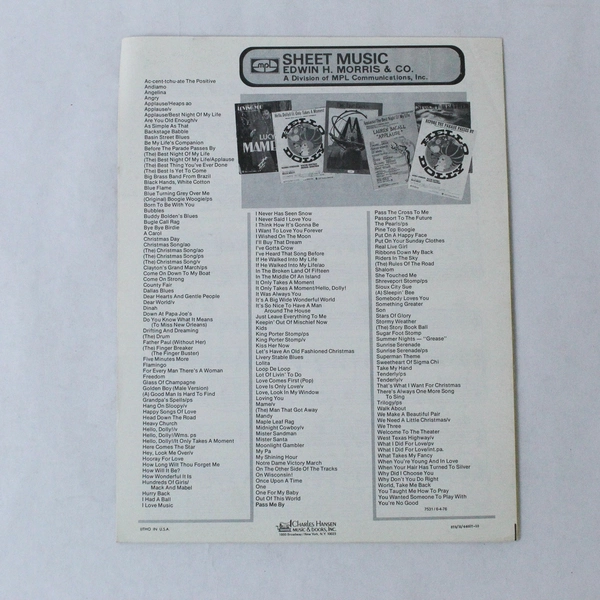 mpl
SHEET MUSIC
EDWIN H. MORRIS & CO.
A Division of MPL Communications, Inc.
Ac-cent-tchu-ate The Positive
Andiamo
Angelina
Angry
Applause/Heaps ao
Applause/v
Applause/Best Night Of My Life
Are You Old Enough/v
As Simple As That
Backstage Babble
Basin Street Blues
Be My Life's Companion
Before The Parade Passes By
(The) Best Night Of My Life
(The) Best Night Of My Life/Applause
(The) Best Thing You've Ever Done
(The) Best Is Yet To Come
Big Brass Band From Brazil
Black Hands, White Cotton
Blue Flame
Blue Turning Grey Over Me
(Original) Boogie Woogie/ps
Born To Be With You
Bubbles
Buddy Bolden's Blues
Bugle Call Rag
Bye Bye Birdie
A Carol
Christmas Day
Christmas Song/ao
(The) Christmas Song/ao
(The) Christmas Song/ps
(The) Christmas Song/v
Clayton's Grand March/ps
Come On Down To My Boat
Come On Strong
County Fair
Dallas Blues
Dear Hearts And Gentle People
Dear World/v
Dinah
Down At Papa Joe's
Do You Know What It Means
(To Miss New Orleans)
Drifting And Dreaming
(The) Drum
Father Paul (Without Her)
(The) Finger Breaker
(The Finger Buster)
Five Minutes More
Flamingo
For Every Man There's A Woman
Freedom
Glass Of Champagne
Golden Boy (Male Version)
(A) Good Man Is Hard To Find
Grandpa's Spells/ps
Hang On Sloopy/v
Happy Songs Of Love
Head Down The Road
Heavy Church
Hello, Dolly!/v
Hello, Dolly!/Wms. ps
Hello, Dolly!/It Only Takes A Moment
Here Comes The Star
Hey, Look Me Over/v
Hooray For Love
How Long Will Thou Forget Me
How Will It Be?
How Wonderful It Is
Hundreds Of Girls/
Mack And Mabel
Hurry Back
I Had A Ball
I Love Music
LUCY
MAME
HELLO
DOLLY!
LAUREN BACALL
"APPLAUSE"
HELLO
DOLLY!
I Never Has Seen Snow
I Never Said I Love You
I Think How It's Gonna Be
I Want To Love You Forever
I Wished On The Moon
I'll Buy That Dream
I've Gotta Crow
I've Heard That Song Before
If He Walked Into My Life
If He Walked Into My Life/ao
In The Broken Land Of Fifteen
In The Middle Of An Island
It Only Takes A Moment
It Only Takes A Moment/Hello, Dolly!
It Was Always You
It's A Big Wide Wonderful World
It's So Nice To Have A Man
Around The House
Just Leave Everything To Me
Keepin' Out Of Mischief Now
Kids
King Porter Stomp/ps
King Porter Stomp/v
Kiss Her Now
Let's Have An Old Fashioned Christmas
Livery Stable Blues
Lolita
Loop De Loop
Lot Of Livin' To Do
Love Comes First (Pop)
Love Is Only Love/v
Love, Look In My Window
Loving You
Mame/v
(The) Man That Got Away
Mandy
Maple Leaf Rag
Midnight Cowboy/v
Mister Sandman
Mister Santa
Moonlight Gambler
My Pa
My Shining Hour
Notre Dame Victory March
On The Other Side Of The Tracks
On Wisconsin!
Once Upon A Time
One
One For My Baby
Out Of This World
Pass Me By
Pass The Cross To Me
Passport To The Future
The Pearls/ps
Pine Top Boogie
Put On A Happy Face
Put On Your Sunday Clothes
Real Live Girl
Ribbons Down My Back
Riders In The Sky
(The) Rules Of The Road
Shalom
She Touched Me
Shreveport Stomps/ps
Sioux City Sue
(A) Sleepin' Bee
Somebody Loves You
Something Greater
Son
Stars Of Glory
Stormy Weather
(The) Story Book Ball
Sugar Foot Stomp
Summer Nights — "Grease"
Sunrise Serenade
Sunrise Serenade/ps
Superman Theme
Sweetheart Of Sigma Chi
Take My Hand
Tenderly/ps
Tenderly/v
That's What I Want For Christmas
There's Always One More Song
To Sing
Trilogy/ps
Walk About
We Make A Beautiful Pair
We Need A Little Christmas/v
We Three
Welcome To The Theater
West Texas Highway/v
What I Did For Love/pv
What I Did For Love/int.pa.
What Takes My Fancy
When You're Young And In Love
When Your Hair Has Turned To Silver
Why Did I Choose You
Why Don't You Do Right
World, Take Me Back
You Taught Me How To Pray
You Wanted Someone To Play With
You're No Good
CHARLES HANSEN
MUSIC & BOOKS, INC.
1860 Broadway/New York, N.Y. 10023
DTNO. IN U.S.A.